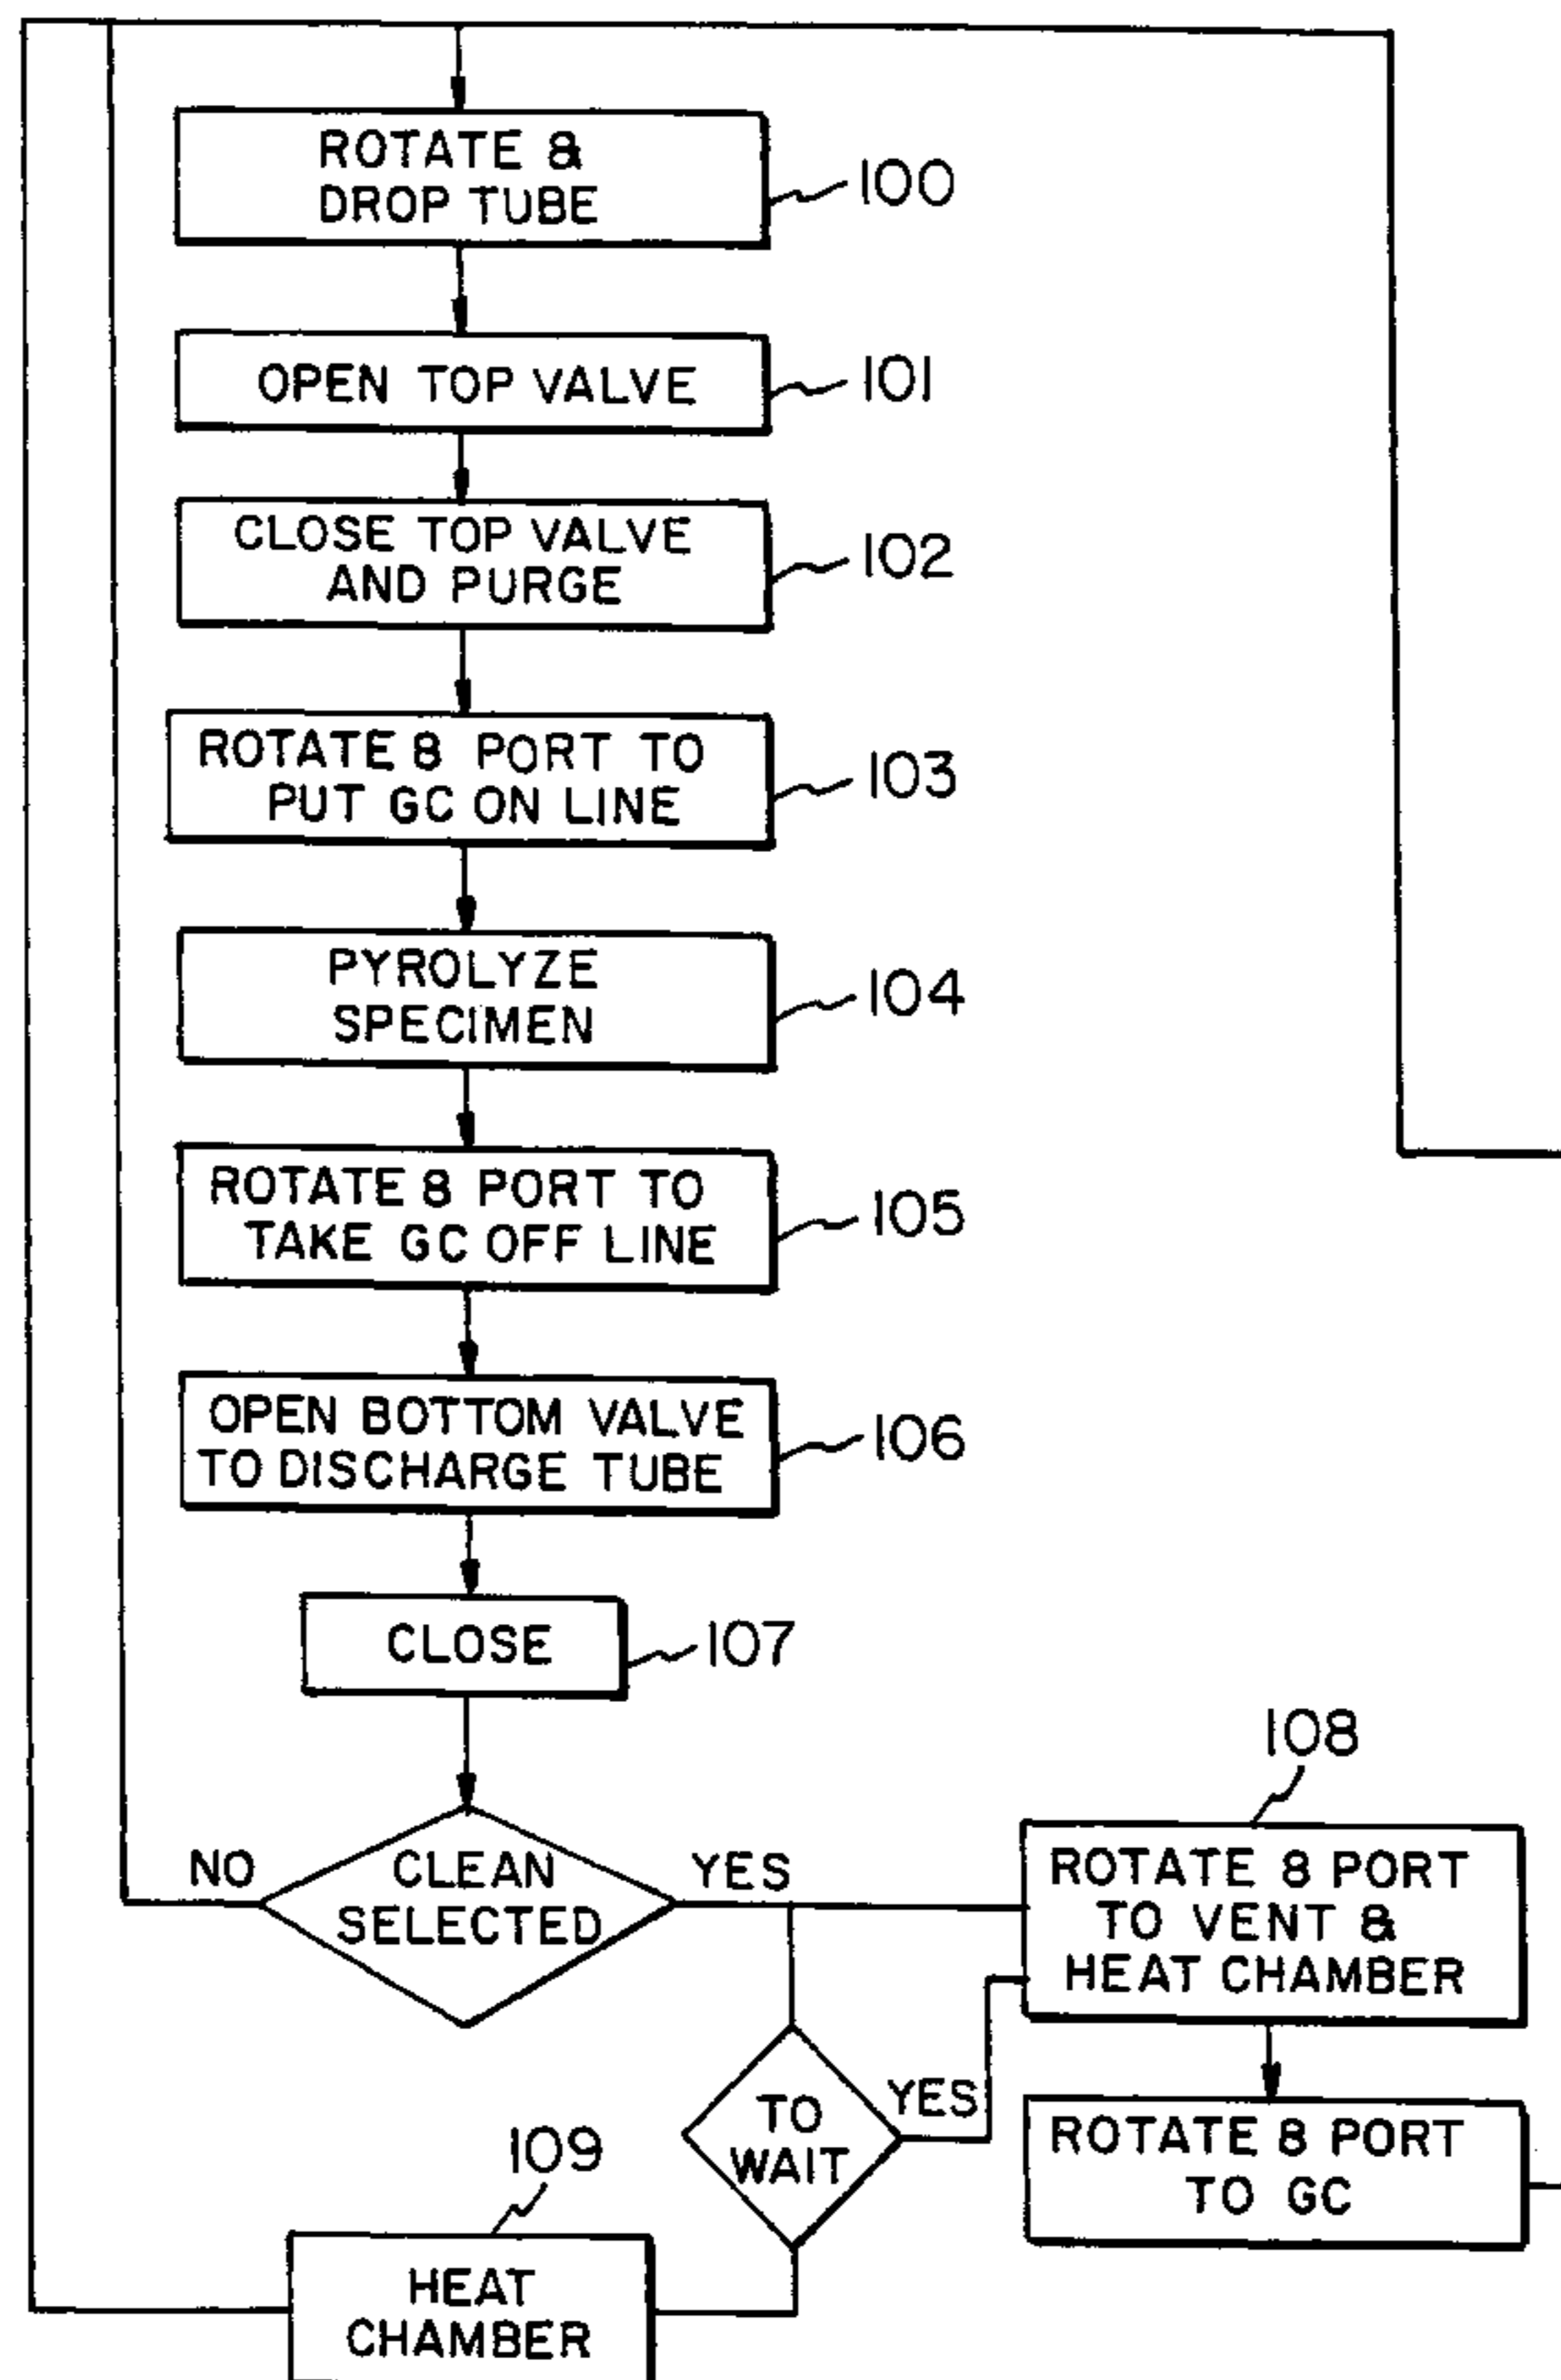 ROTATE &
DROP TUBE
100
OPEN TOP VALVE
101
CLOSE TOP VALVE
AND PURGE
102
ROTATE 8 PORT TO
PUT GC ON LINE
103
PYROLYZE
SPECIMEN
104
ROTATE 8 PORT TO
TAKE GC OFF LINE
105
OPEN BOTTOM VALVE
TO DISCHARGE TUBE
106
CLOSE
107
NO
CLEAN
SELECTED
YES
108
ROTATE 8 PORT
TO VENT &
HEAT CHAMBER
TO
WAIT
YES
ROTATE 8 PORT
TO GC
109
HEAT
CHAMBER